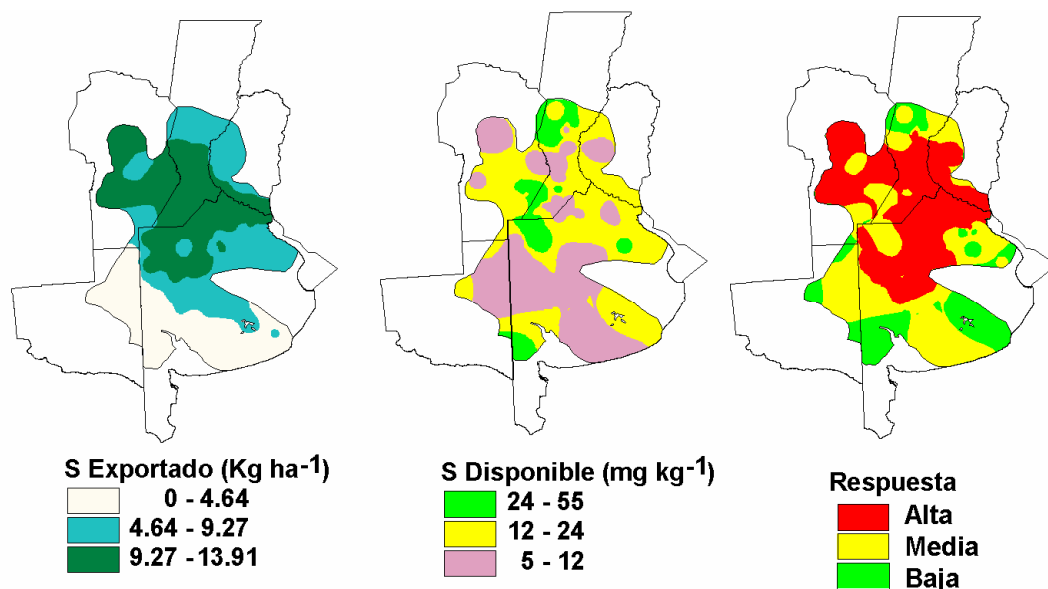 S Exportado (Kg ha-1)
0 - 4.64
4.64 - 9.27
9.27 -13.91
S Disponible (mg kg-1)
24 - 55
12 - 24
5 - 12
Respuesta
Alta
Media
Baja